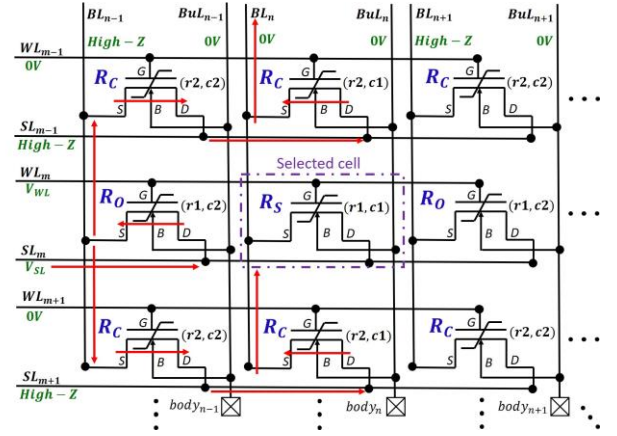 BLn−1 BuLn−1 BLn BuLn BLn+1 BuLn+1
High−Z 0V 0V 0V High−Z 0V
WLm−1
0V
G G G
RC (r2,c2) RC (r2,c1) RC (r2,c2)
S B D S B D S B D
SLm−1
High−Z
...
Selected cell
WLm
VWL
G G G
RO (r1,c2) RS (r1,c1) RO (r1,c2)
S B D S B D S B D
SLm
VSL
...
WLm+1
0V
G G G
RC (r2,c2) RC (r2,c1) RC (r2,c2)
S B D S B D S B D
...
SLm+1
High−Z
bodyn−1 bodyn bodyn+1